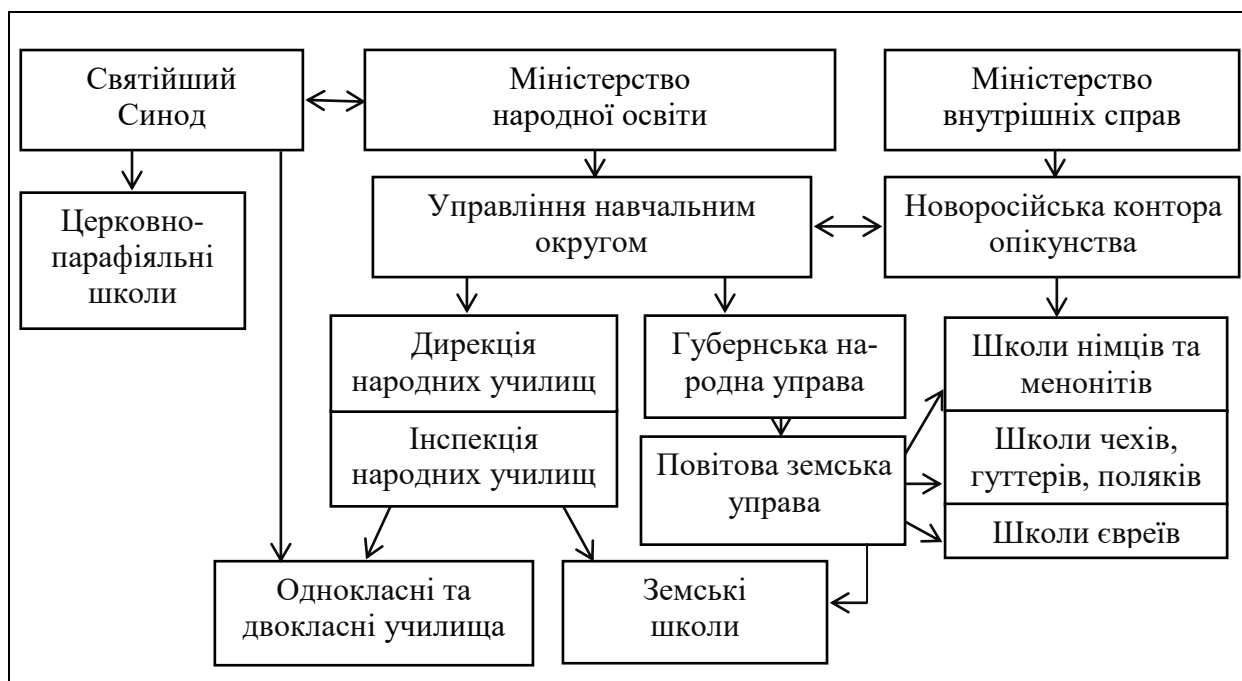 Святійший
Синод
Міністерство
народної освіти
Міністерство
внутрішніх справ
Церковно-
парафіяльні
школи
Управління навчальним
округом
Новоросійська контора
опікунства
Дирекція
народних училищ
Губернська на-
родна управа
Школи німців та
менонітів
Інспекція
народних училищ
Повітова земська
управа
Школи чехів,
гуттерів, поляків
Школи євреїв
Однокласні та
двокласні училища
Земські
школи